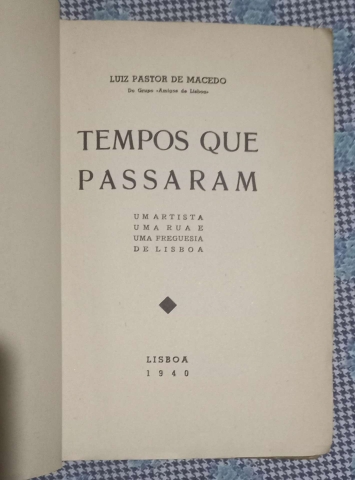 LUIZ PASTOR DE MACEDO
Do Grupo «Amigos de Lisboa»
TEMPOS QUE
PASSARAM
UM ARTISTA
UMA RUA E
UMA FREGUESIA
DE LISBOA
LISBOA
1940